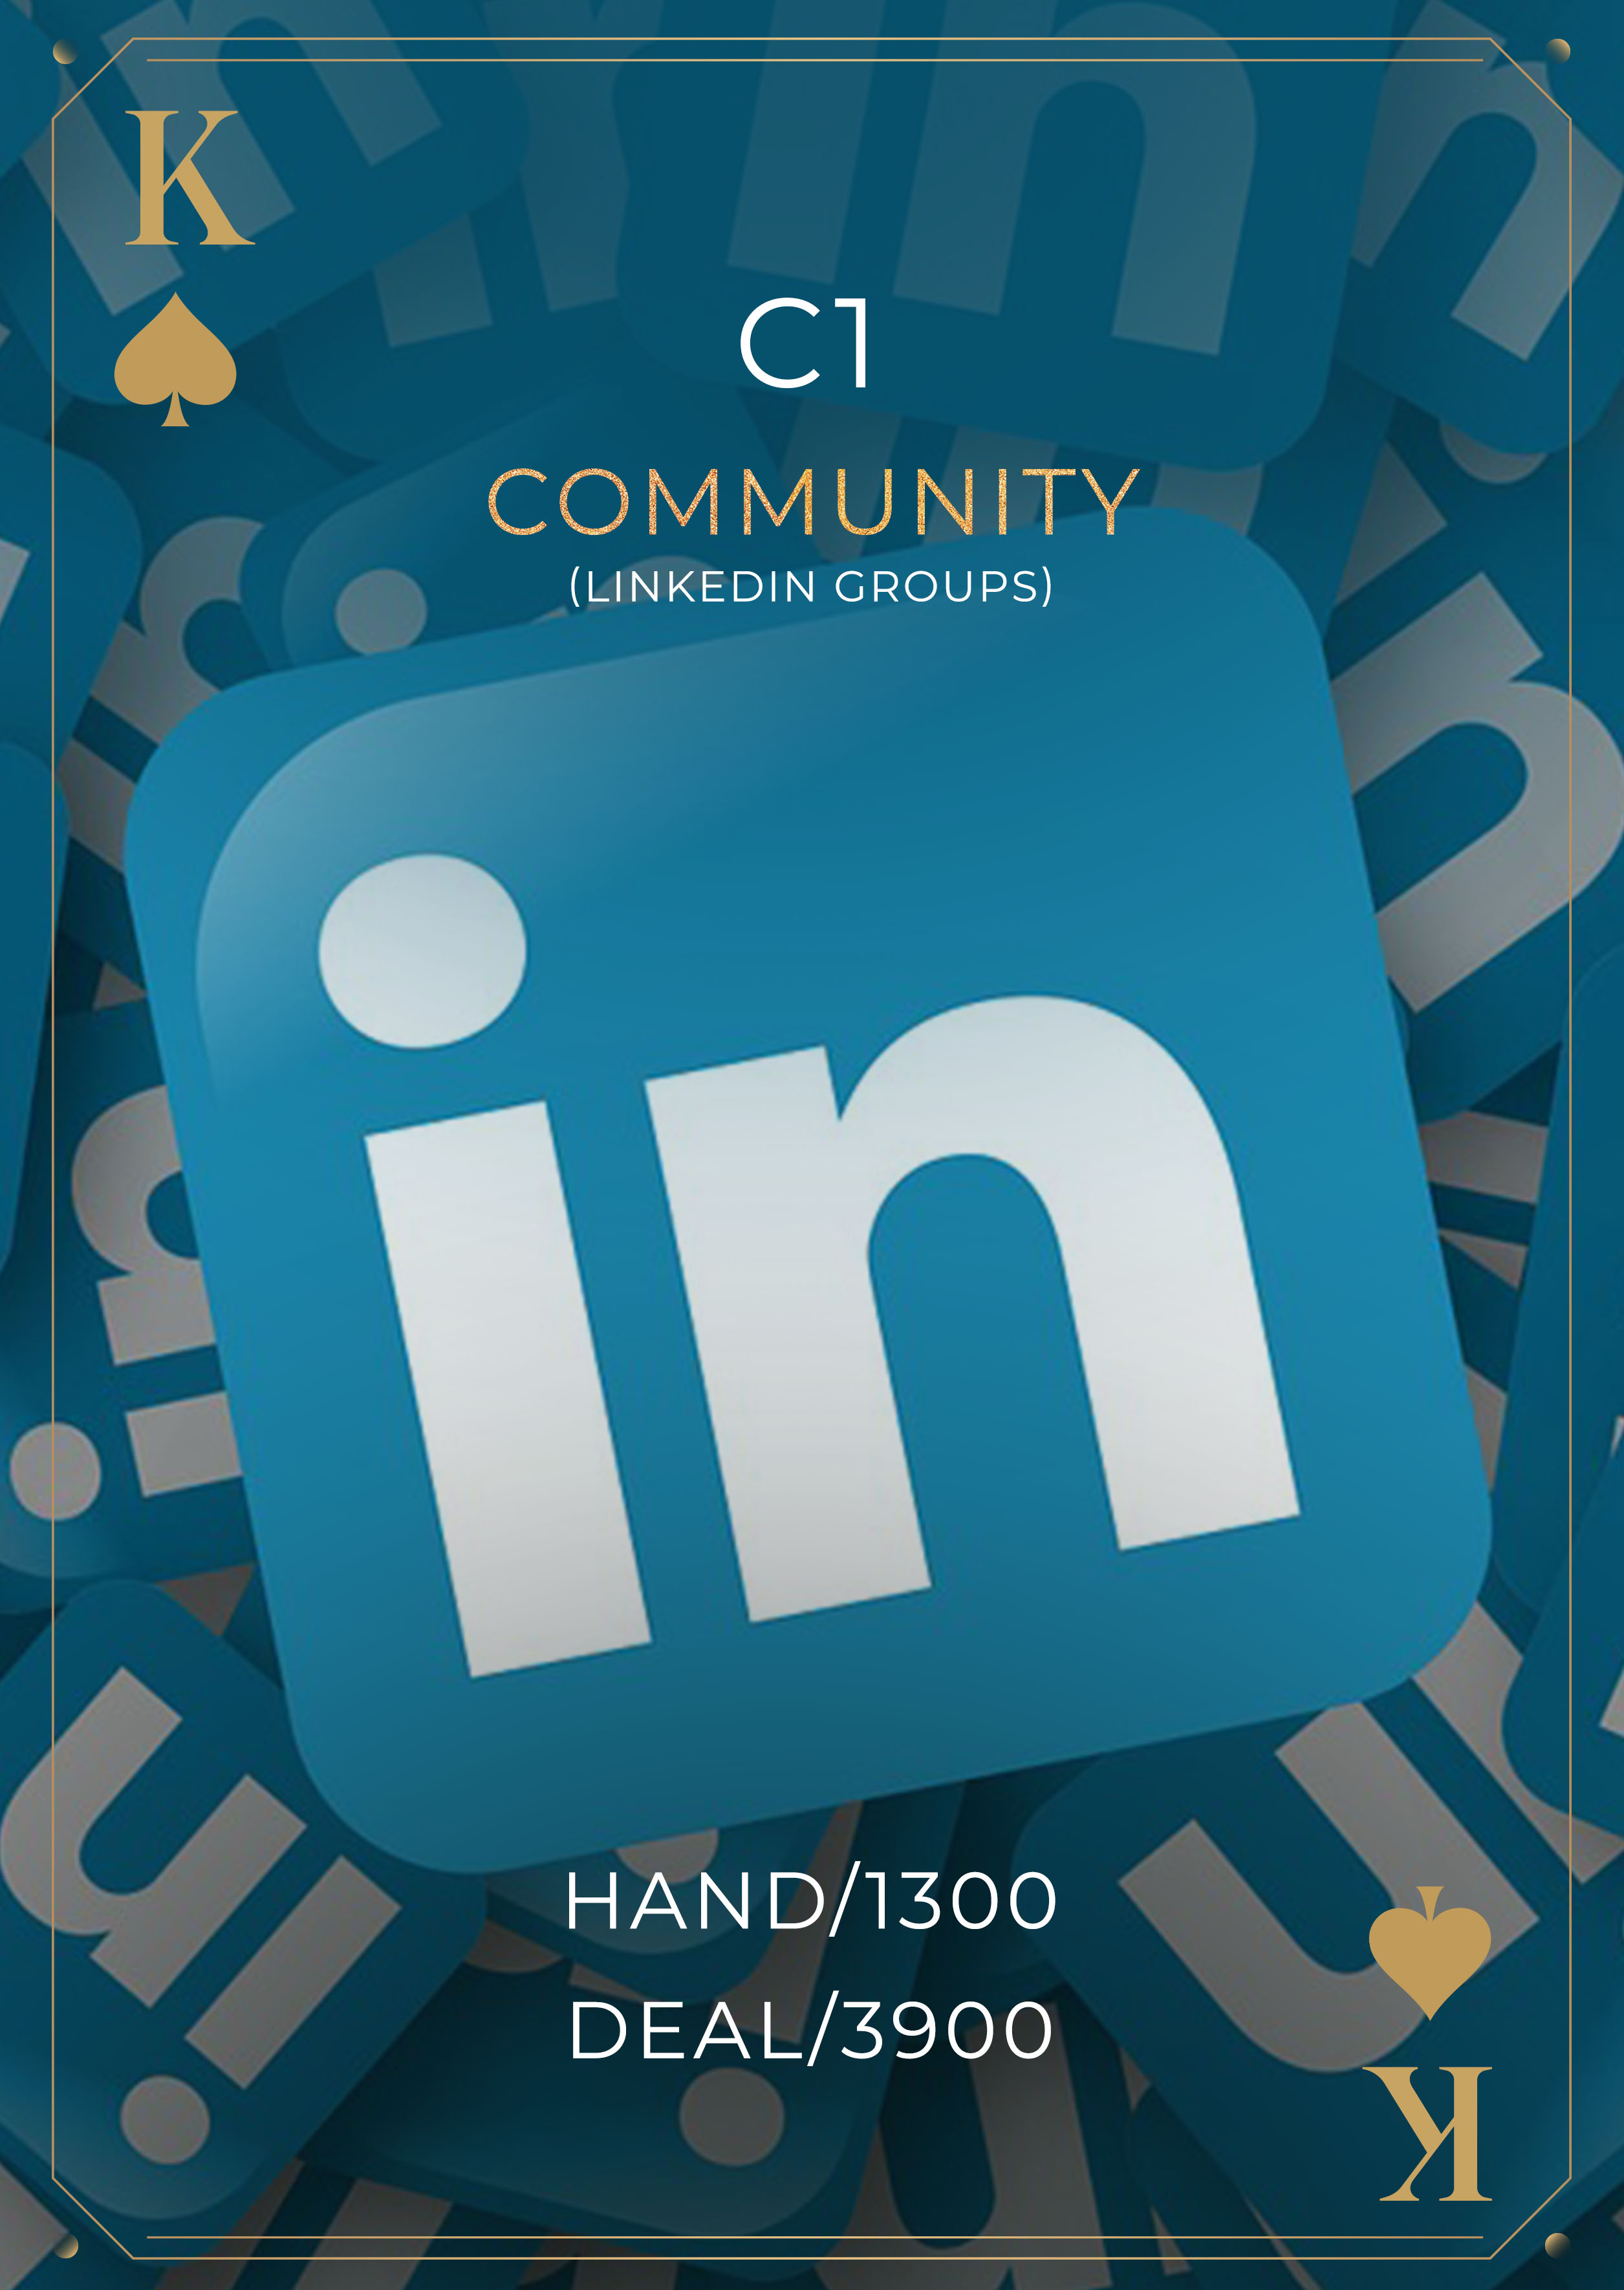 K
C1
COMMUNITY
(LINKEDIN GROUPS)
in
HAND/1300
DEAL/3900
K